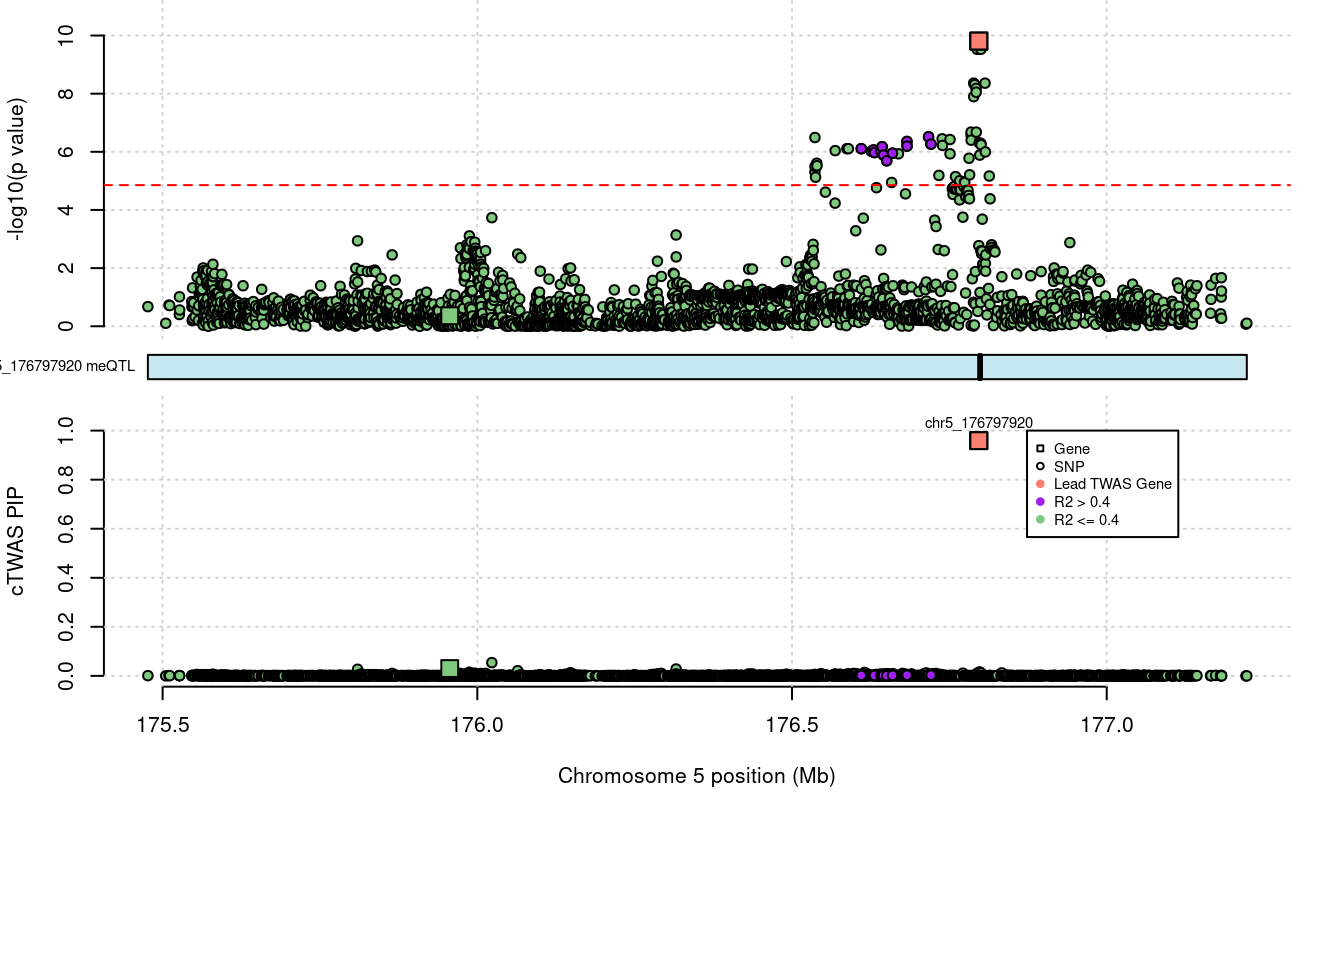 10
8
6
4
2
0
-log10(p value)
5_176797920 meQTL
chr5_176797920
Gene
SNP
Lead TWAS Gene
R2 > 0.4
R2 <= 0.4
1.0
0.8
0.6
0.4
0.2
0.0
cTWAS PIP
175.5 176.0 176.5 177.0
Chromosome 5 position (Mb)